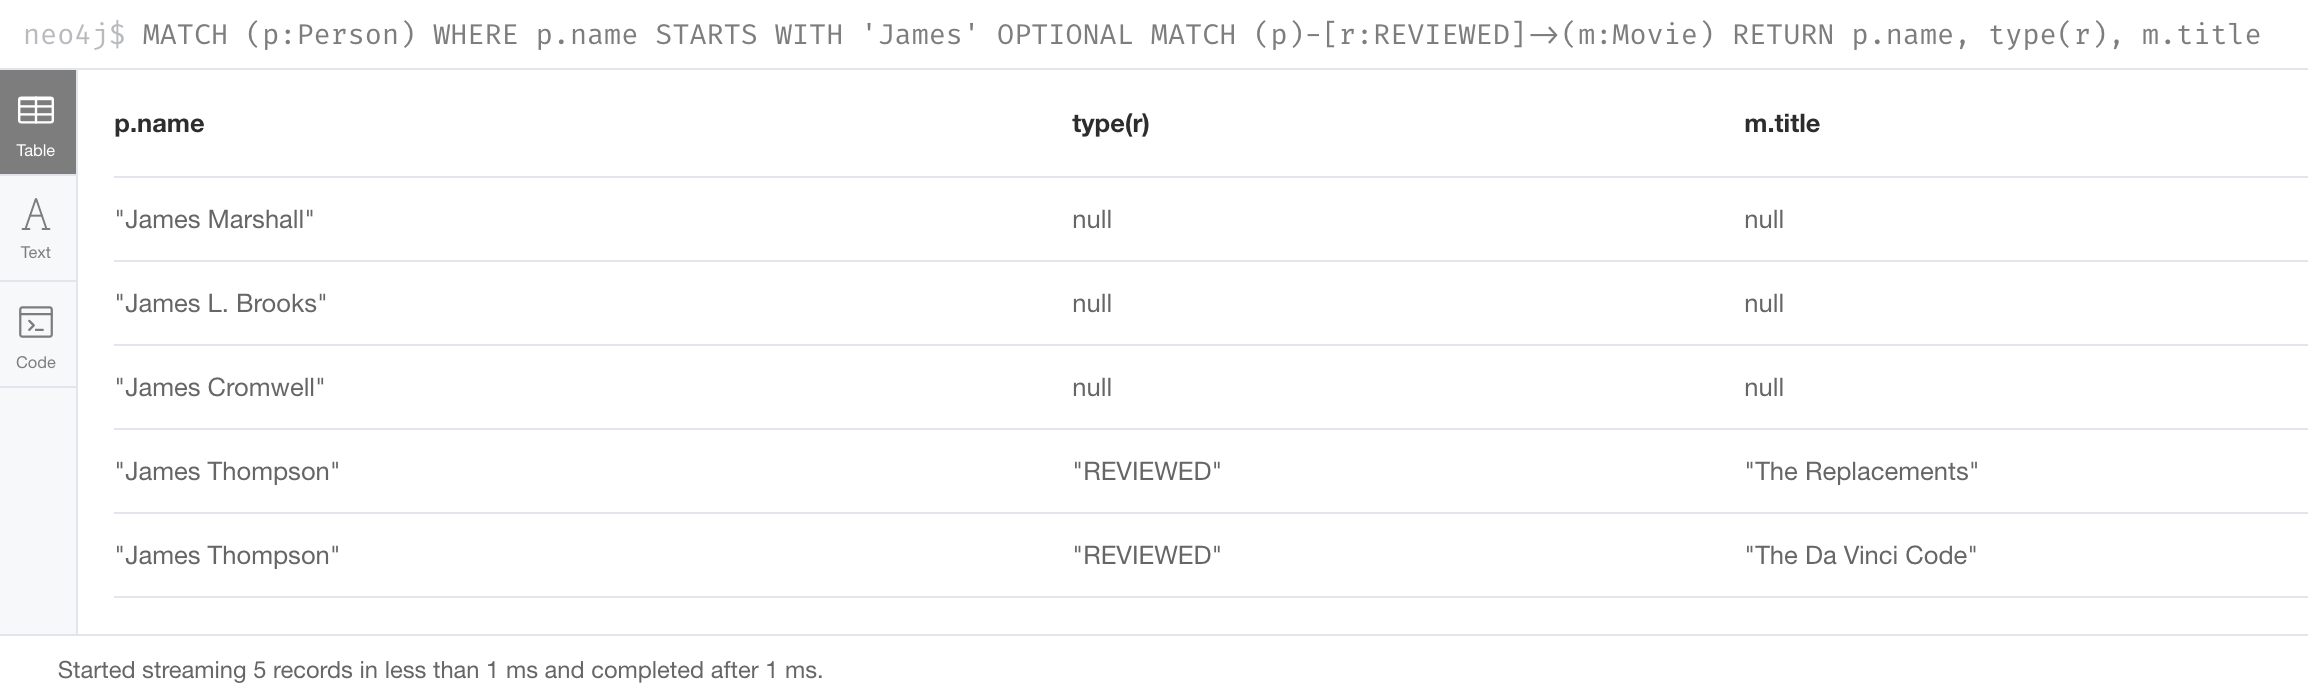 neo4j$ MATCH (p:Person) WHERE p.name STARTS WITH 'James' OPTIONAL MATCH (p)-[r:REVIEWED]->(m:Movie) RETURN p.name, type(r), m.title
Table
Text
Code
p.name type(r) m.title
"James Marshall" null null
"James L. Brooks" null null
"James Cromwell" null null
"James Thompson" "REVIEWED" "The Replacements"
"James Thompson" "REVIEWED" "The Da Vinci Code"
Started streaming 5 records in less than 1 ms and completed after 1 ms.